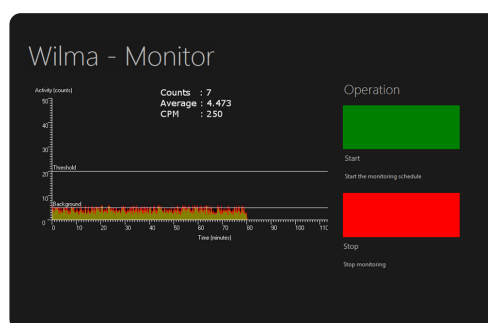 Wilma - Monitor
Activity (counts)
Counts : 7
Average : 4.473
CPM : 250
50
40
30
Threshold
20
10
Background
0
0 10 20 30 40 50 60 70 80 90 100 110
Time (minutes)
Operation
Start
Start the monitoring schedule
Stop
Stop monitoring